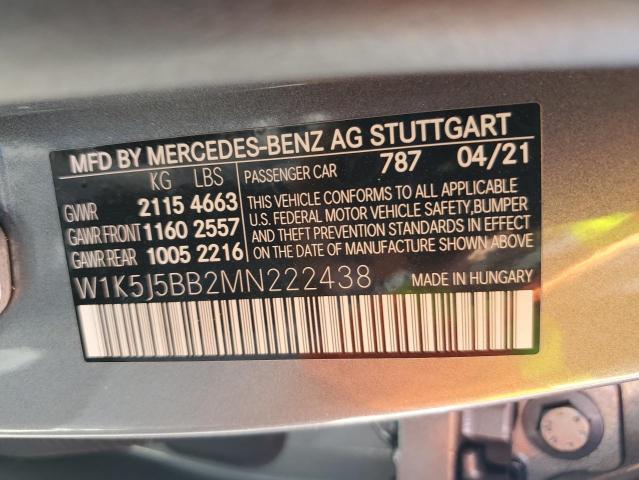 MFD BY MERCEDES-BENZ AG STUTTGART
KG LBS PASSENGER CAR 787 04/21
GVWR 2115 4663
GAWR FRONT 1160 2557
GAWR REAR 1005 2216
THIS VEHICLE CONFORMS TO ALL APPLICABLE
U.S. FEDERAL MOTOR VEHICLE SAFETY, BUMPER
AND THEFT PREVENTION STANDARDS IN EFFECT
ON THE DATE OF MANUFACTURE SHOWN ABOVE.
W1K5J5BB2MN222438 MADE IN HUNGARY